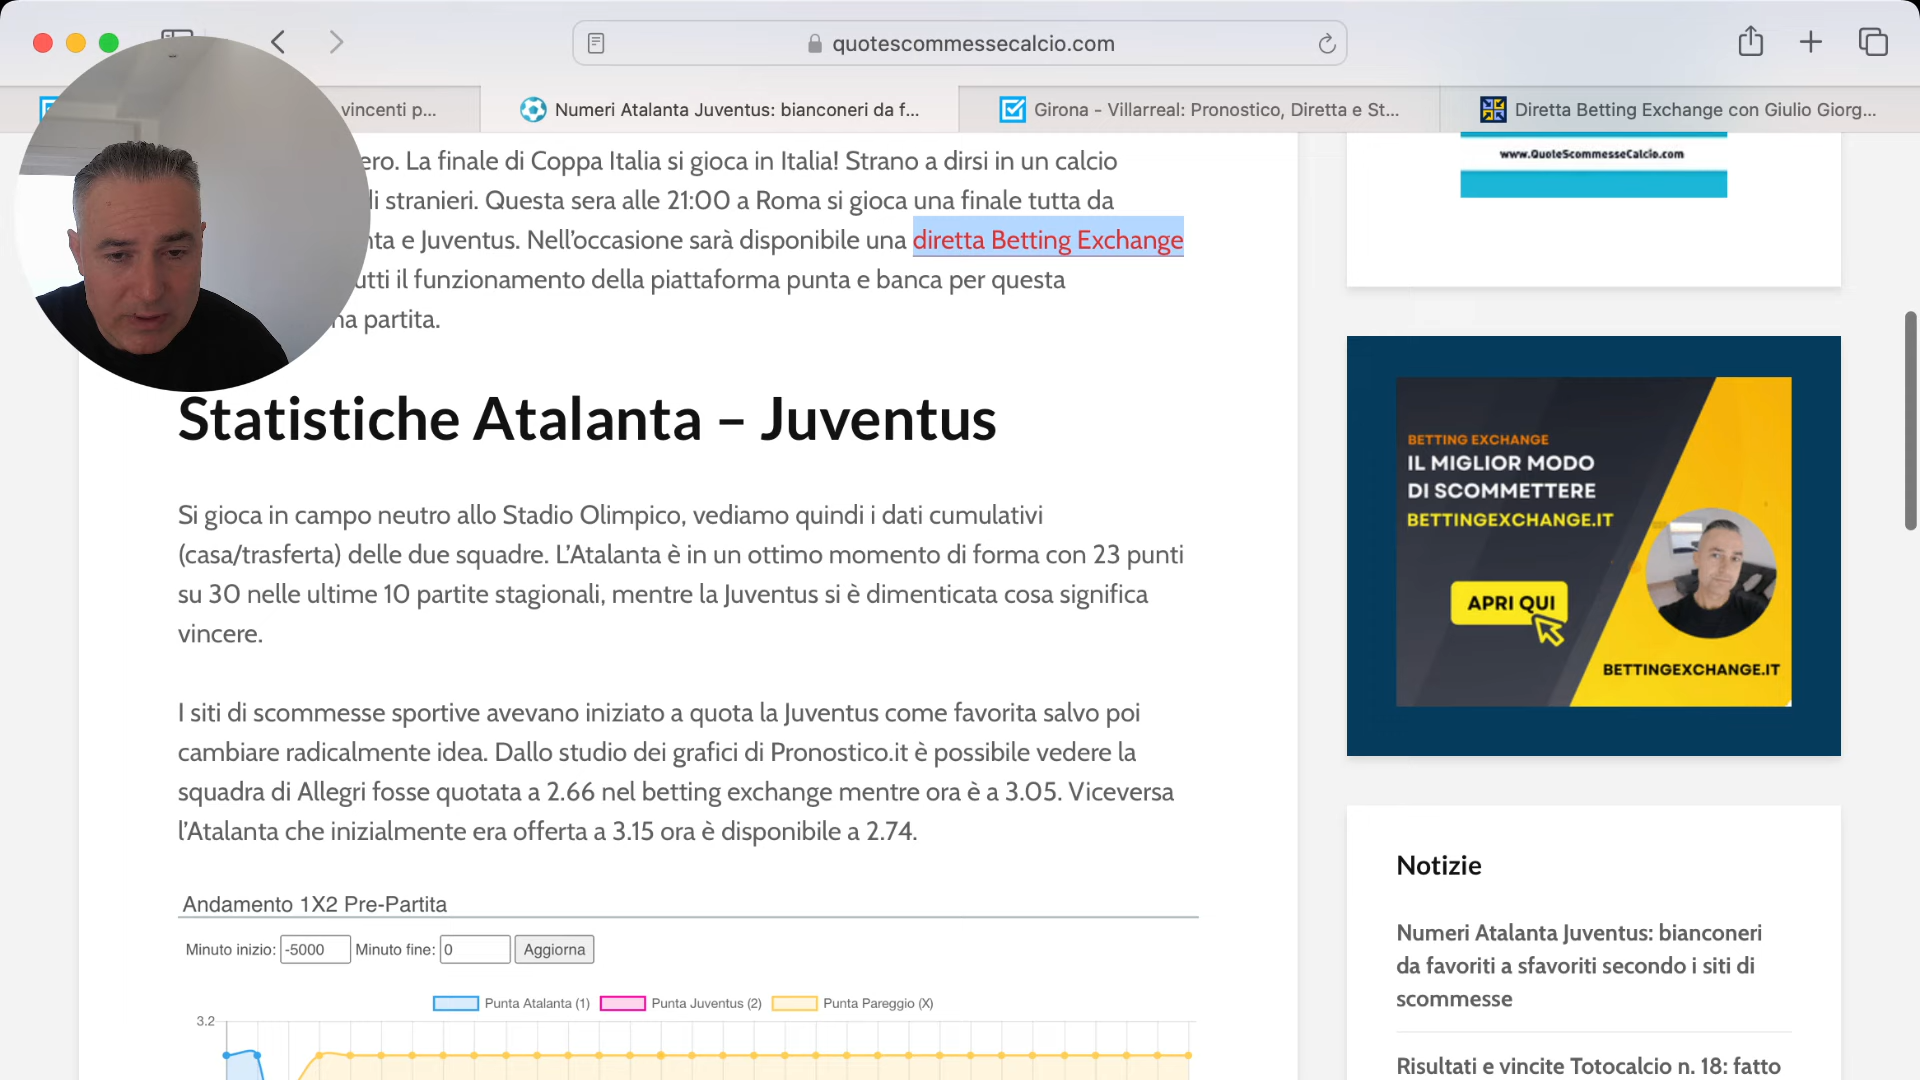 quotescommessecalcio.com
vincenti p...
Numeri Atalanta Juventus: bianconeri da f...
Girona - Villarreal: Pronostico, Diretta e St...
Diretta Betting Exchange con Giulio Giorg...
ero. La finale di Coppa Italia si gioca in Italia! Strano a dirsi in un calcio
di stranieri. Questa sera alle 21:00 a Roma si gioca una finale tutta da
nta e Juventus. Nell’occasione sarà disponibile una diretta Betting Exchange
utti il funzionamento della piattaforma punta e banca per questa
ma partita.
Statistiche Atalanta – Juventus
Si gioca in campo neutro allo Stadio Olimpico, vediamo quindi i dati cumulativi
(casa/trasferta) delle due squadre. L’Atalanta è in un ottimo momento di forma con 23 punti
su 30 nelle ultime 10 partite stagionali, mentre la Juventus si è dimenticata cosa significa
vincere.
I siti di scommesse sportive avevano iniziato a quota la Juventus come favorita salvo poi
cambiare radicalmente idea. Dallo studio dei grafici di Pronostico.it è possibile vedere la
squadra di Allegri fosse quotata a 2.66 nel betting exchange mentre ora è a 3.05. Viceversa
l’Atalanta che inizialmente era offerta a 3.15 ora è disponibile a 2.74.
Andamento 1X2 Pre-Partita
Minuto inizio: -5000 Minuto fine: 0 Aggiorna
Punta Atalanta (1) Punta Juventus (2) Punta Pareggio (X)
3.2
www.QuoteScommesseCalcio.com
BETTING EXCHANGE
IL MIGLIOR MODO
DI SCOMMETTERE
BETTINGEXCHANGE.IT
APRI QUI
BETTINGEXCHANGE.IT
Notizie
Numeri Atalanta Juventus: bianconeri
da favoriti a sfavoriti secondo i siti di
scommesse
Risultati e vincite Totocalcio n. 18: fatto